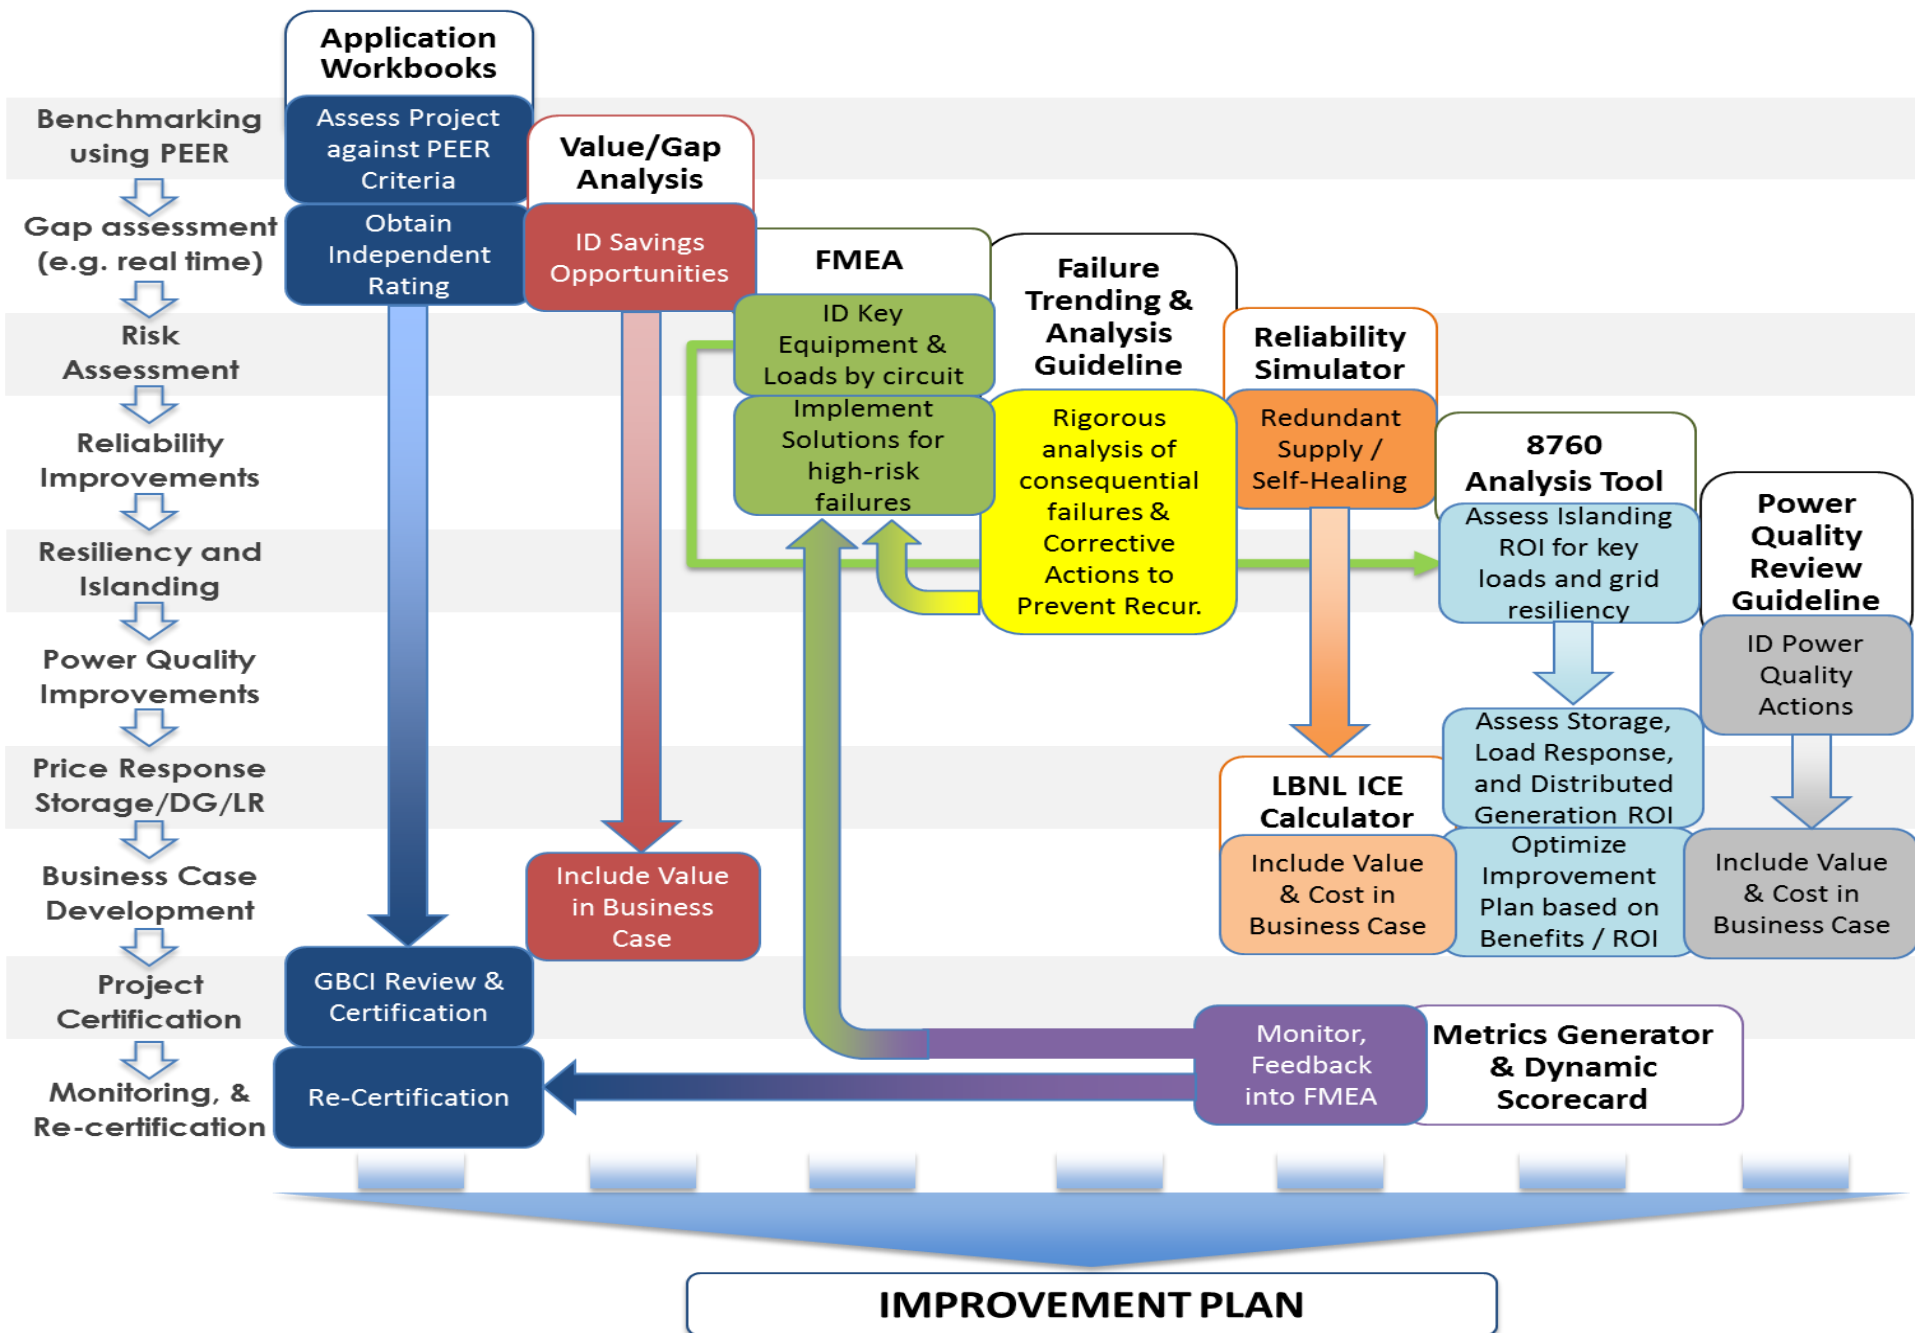 Application
Workbooks
Benchmarking
using PEER
Gap assessment
(e.g. real time)
Risk
Assessment
Reliability
Improvements
Resiliency and
Islanding
Power Quality
Improvements
Price Response
Storage/DG/LR
Business Case
Development
Project
Certification
Monitoring, &
Re-certification
Assess Project
against PEER
Criteria
Obtain
Independent
Rating
GBCI Review &
Certification
Re-Certification
Value/Gap
Analysis
ID Savings
Opportunities
Include Value
in Business
Case
FMEA
ID Key
Equipment &
Loads by circuit
Implement
Solutions for
high-risk
failures
Failure
Trending &
Analysis
Guideline
Rigorous
analysis of
consequential
failures &
Corrective
Actions to
Prevent Recur.
Reliability
Simulator
Redundant
Supply /
Self-Healing
LBNL ICE
Calculator
Include Value
& Cost in
Business Case
8760
Analysis Tool
Assess Islanding
ROI for key
loads and grid
resiliency
Assess Storage,
Load Response,
and Distributed
Generation ROI
Optimize
Improvement
Plan based on
Benefits / ROI
Power
Quality
Review
Guideline
ID Power
Quality
Actions
Include Value
& Cost in
Business Case
Monitor,
Feedback
into FMEA
Metrics Generator
& Dynamic
Scorecard
IMPROVEMENT PLAN